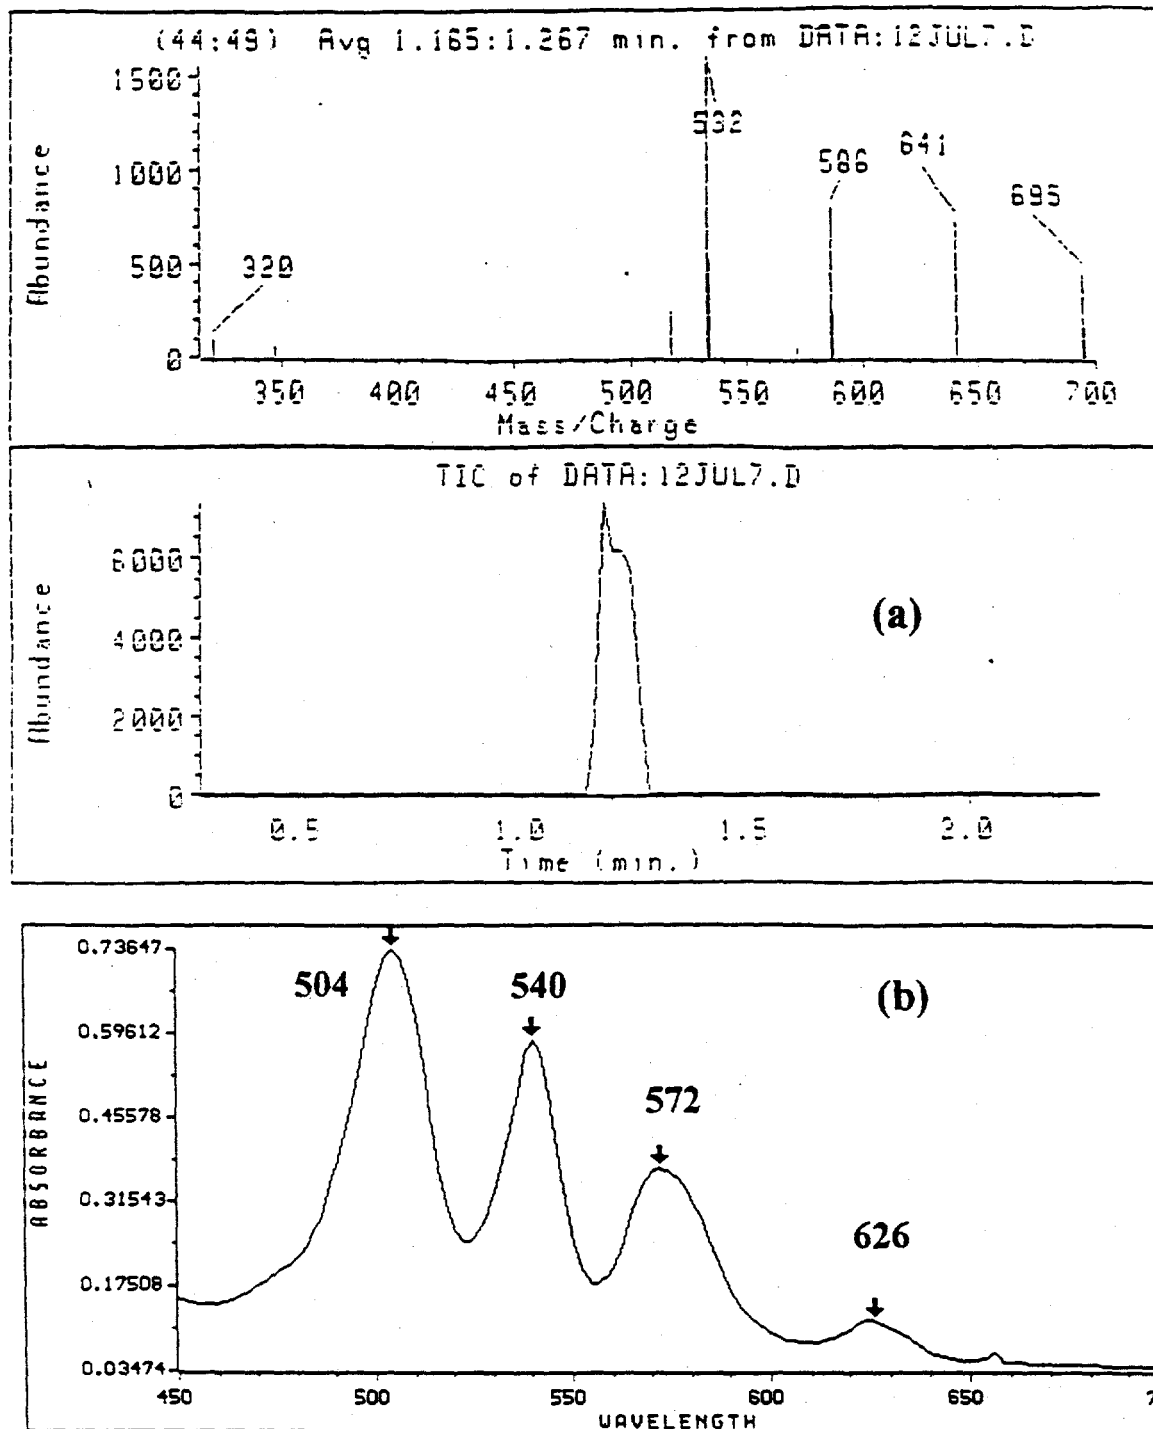 (44:49) Avg 1.165:1.267 min. from DATA:12JUL7.D
Abundance
1500
1000
500
0
320
532
586
641
695
350 400 450 500 550 600 650 700
Mass/Charge
TIC of DATA:12JUL7.D
Abundance
6000
4000
2000
0
(a)
0.5 1.0 1.5 2.0
Time (min.)
ABSORBANCE
0.73647
0.59612
0.45578
0.31543
0.17508
0.03474
504
540
572
626
(b)
450 500 550 600 650 7
WAVELENGTH